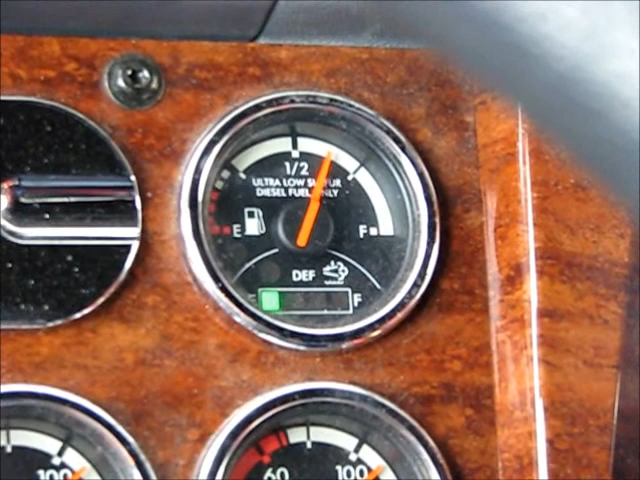 1/2
ULTRA LOW SULFUR
DIESEL FUEL ONLY
E F
DEF
F
100
60 100